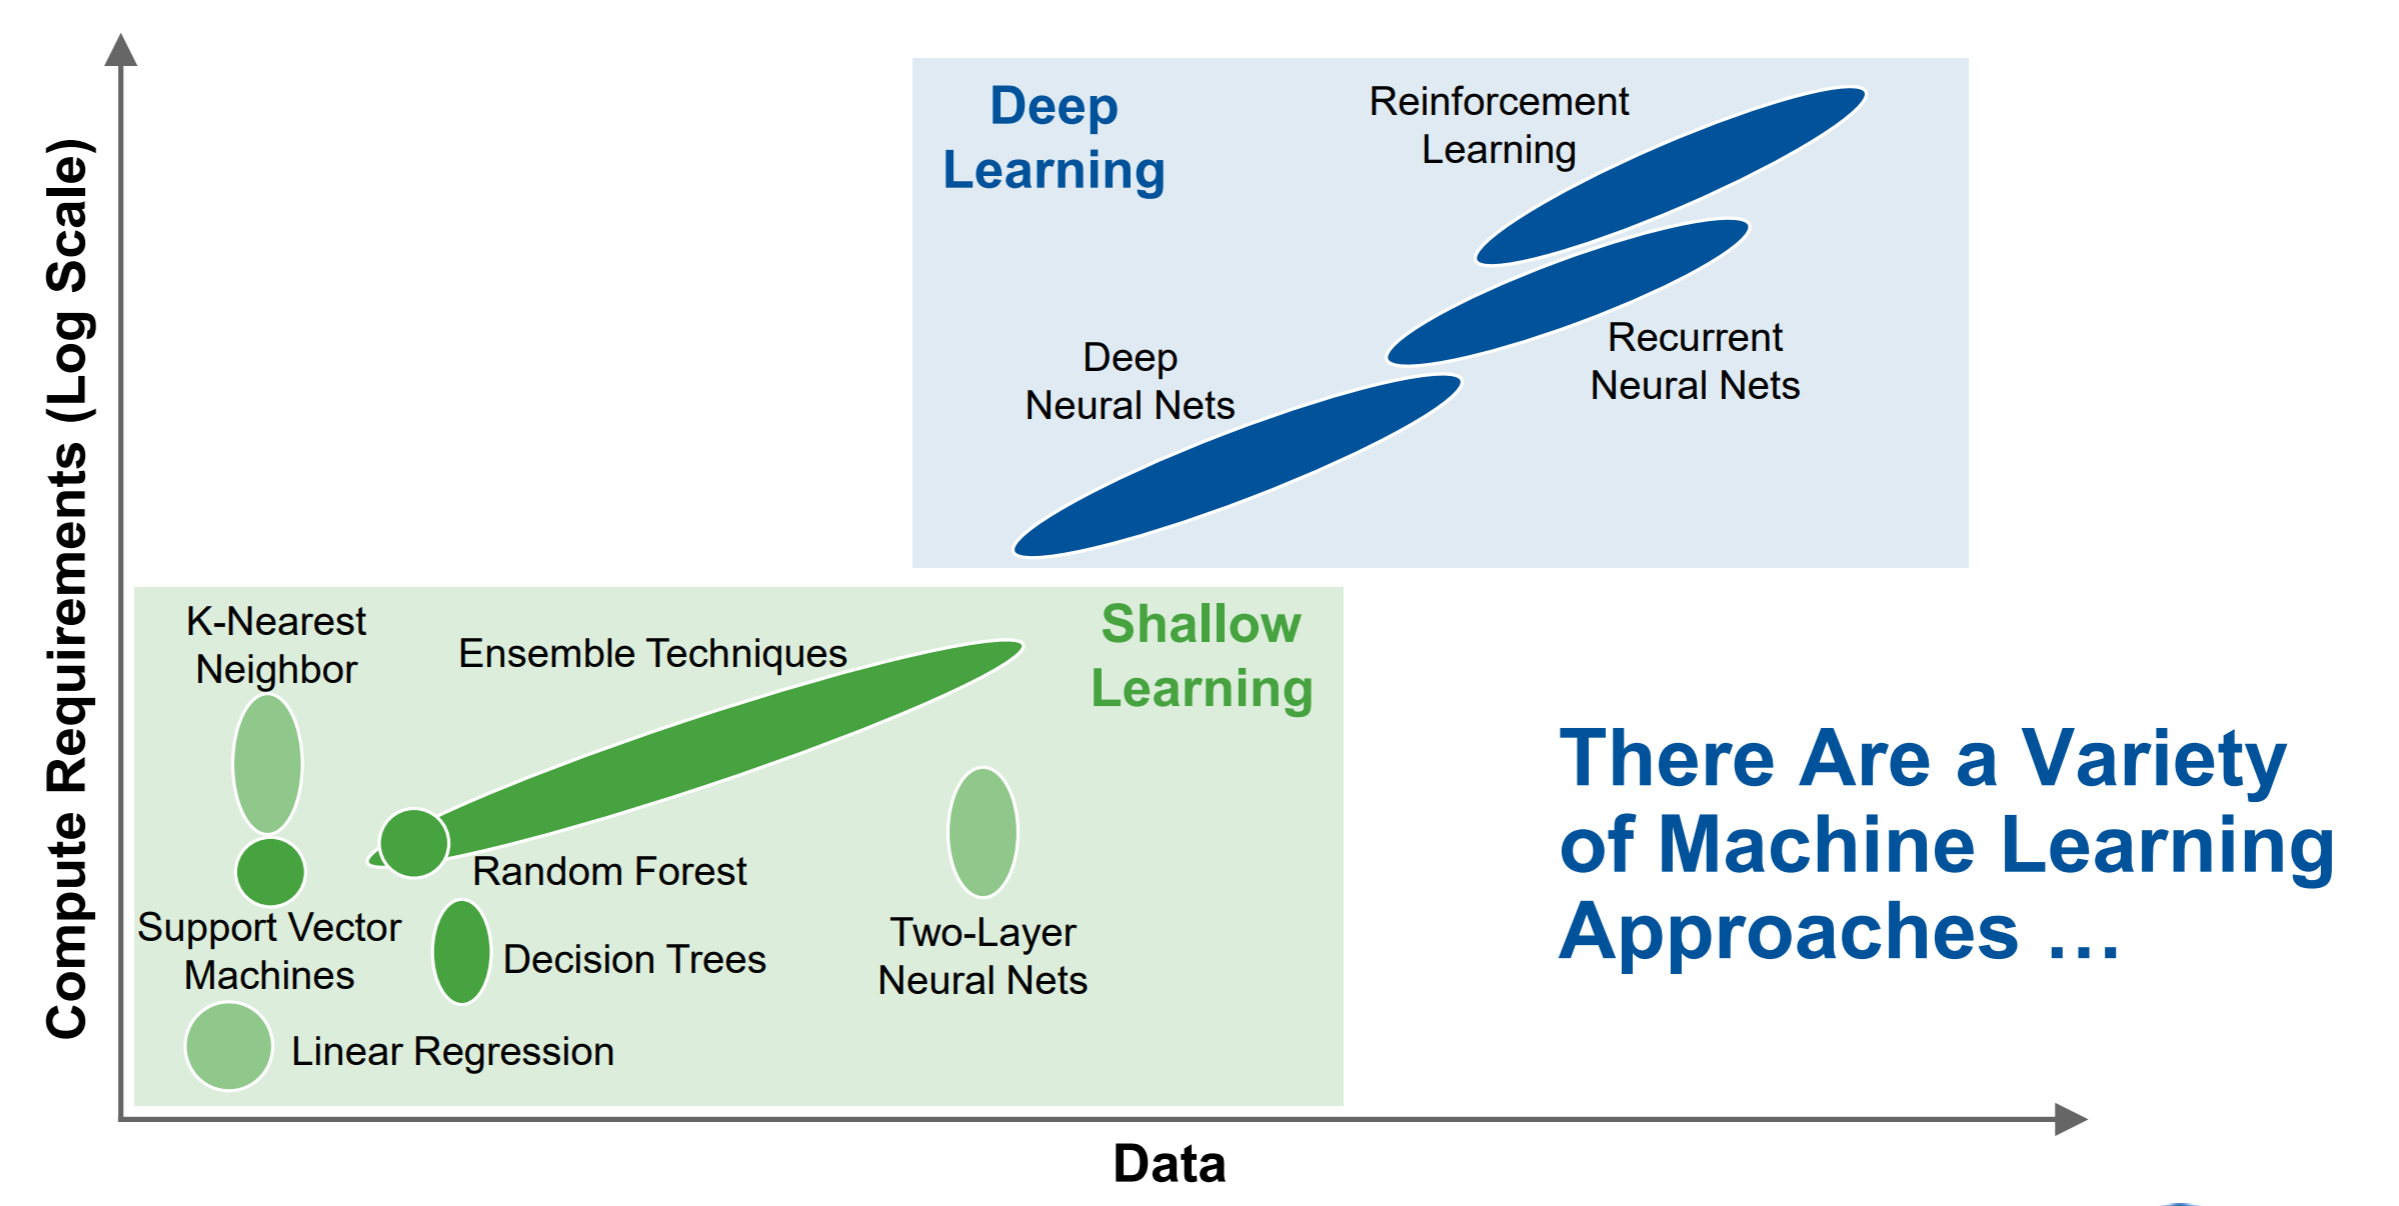 Compute Requirements (Log Scale)
Deep
Learning
Reinforcement
Learning
Recurrent
Neural Nets
Deep
Neural Nets
K-Nearest
Neighbor
Ensemble Techniques
Shallow
Learning
Random Forest
Support Vector
Machines
Decision Trees
Two-Layer
Neural Nets
Linear Regression
There Are a Variety
of Machine Learning
Approaches …
Data